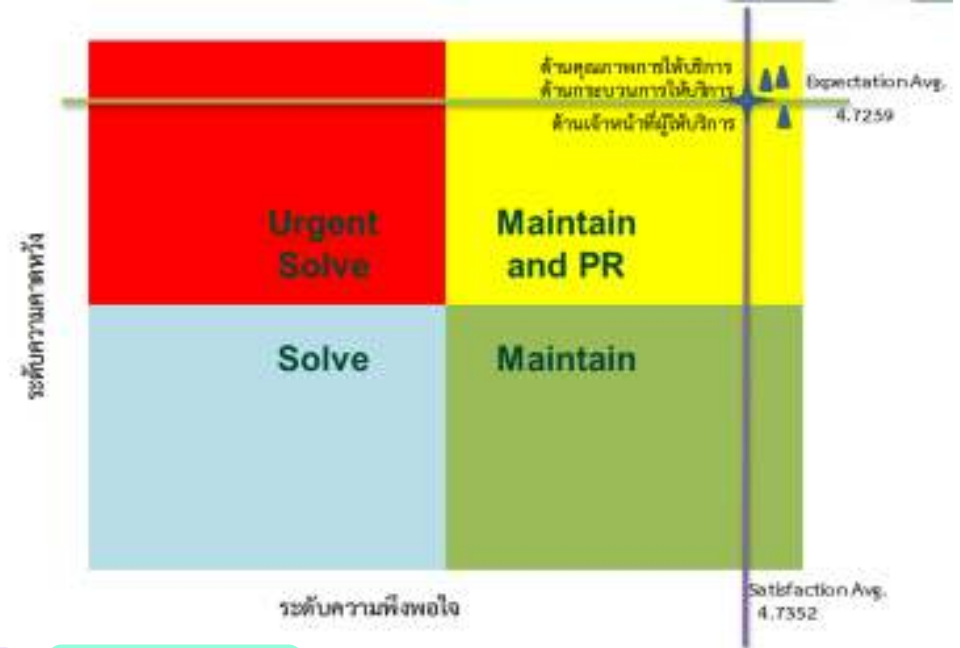 ด้านคุณภาพการให้บริการ
ด้านกระบวนการให้บริการ
ด้านเจ้าหน้าที่ผู้ให้บริการ
Expectation Avg.
4.7259
Urgent
Solve
Maintain
and PR
ระดับความคาดหวัง
Solve
Maintain
ระดับความพึงพอใจ
Satisfaction Avg.
4.7352